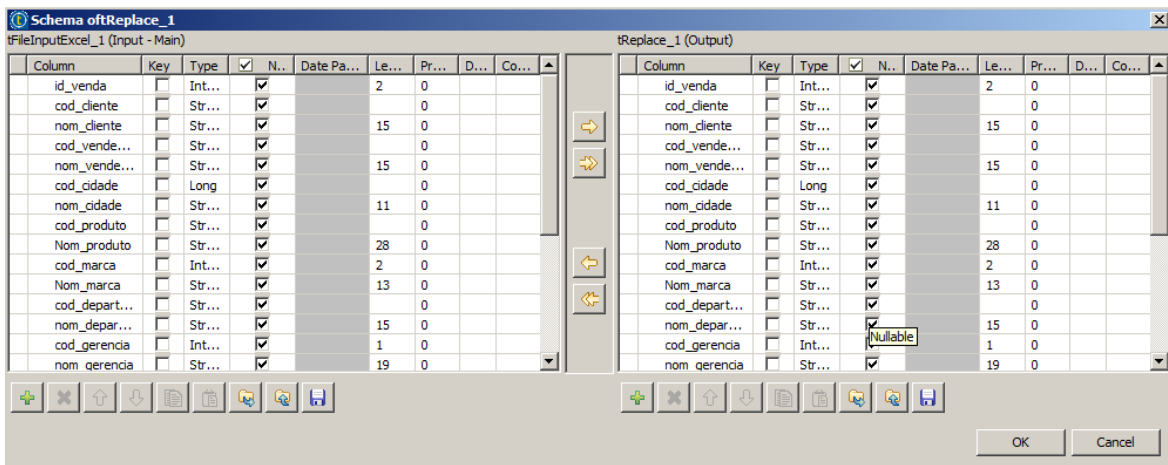 Schema oftReplace_1
tFileInputExcel_1 (Input - Main)
Column Key Type N.. Date Pa... Le... Pr... D... Co...
id_venda Int... 2 0
cod_cliente Str... 0
nom_cliente Str... 15 0
cod_vende... Str... 0
nom_vende... Str... 15 0
cod_cidade Long 0
nom_cidade Str... 11 0
cod_produto Str... 0
Nom_produto Str... 28 0
cod_marca Int... 2 0
Nom_marca Str... 13 0
cod_depart... Str... 0
nom_depar... Str... 15 0
cod_gerencia Int... 1 0
nom_gerencia Str... 19 0
tReplace_1 (Output)
Column Key Type N.. Date Pa... Le... Pr... D... Co...
id_venda Int... 2 0
cod_cliente Str... 0
nom_cliente Str... 15 0
cod_vende... Str... 0
nom_vende... Str... 15 0
cod_cidade Long 0
nom_cidade Str... 11 0
cod_produto Str... 0
Nom_produto Str... 28 0
cod_marca Int... 2 0
Nom_marca Str... 13 0
cod_depart... Str... 0
nom_depar... Str... 15 0
Nullable
cod_gerencia Int... 1 0
nom_gerencia Str... 19 0
OK Cancel